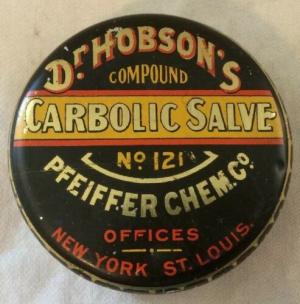 Dr. HOBSON'S
COMPOUND
CARBOLIC SALVE
No 121
PFEIFFER CHEM. Co.
OFFICES
NEW YORK ST. LOUIS.